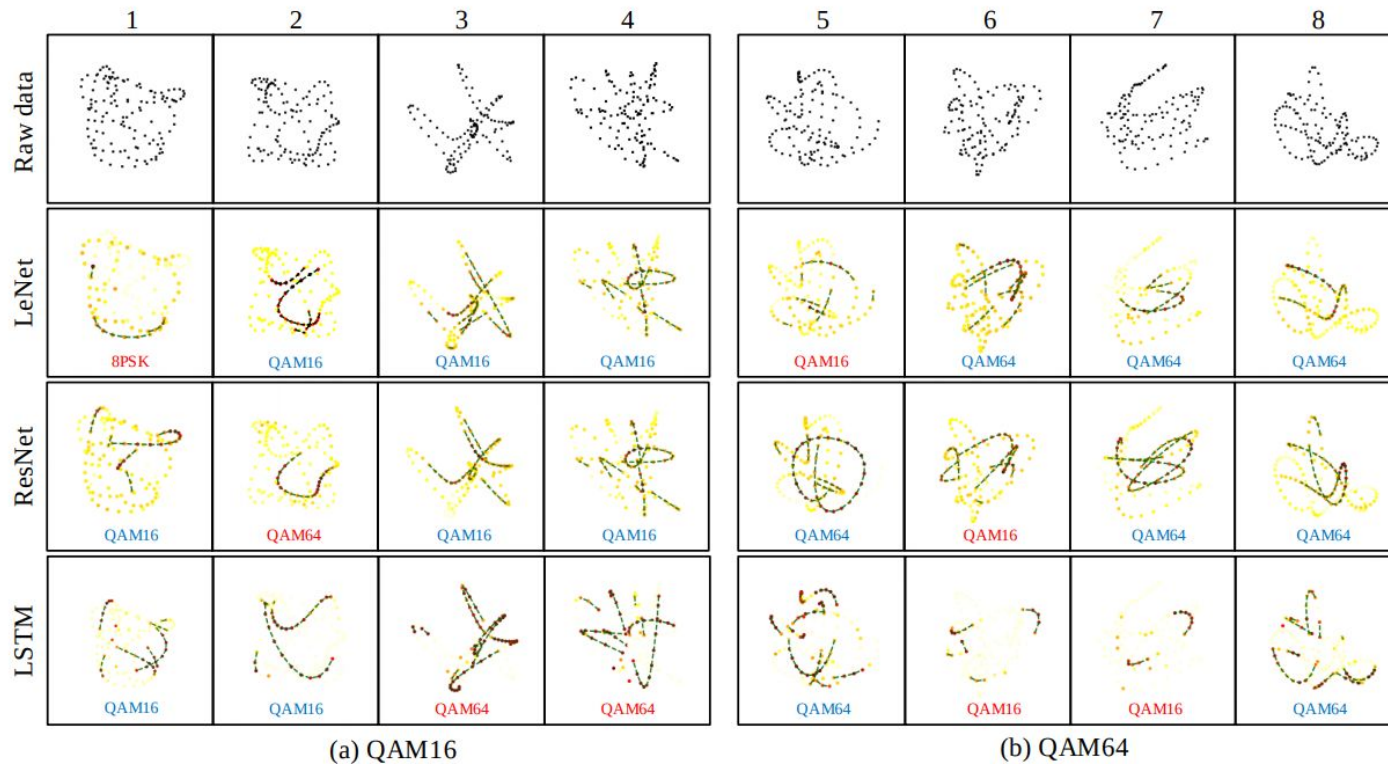 1 2 3 4 5 6 7 8
Raw data
LeNet
8PSK QAM16 QAM16 QAM16 QAM16 QAM64 QAM64 QAM64
ResNet
QAM16 QAM64 QAM16 QAM16 QAM64 QAM16 QAM64 QAM64
LSTM
QAM16 QAM16 QAM64 QAM64 QAM64 QAM16 QAM16 QAM64
(a) QAM16 (b) QAM64